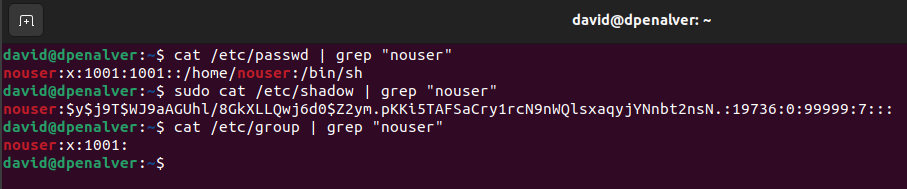 david@dpenalver: ~
david@dpenalver:~$ cat /etc/passwd | grep "nouser"
nouser:x:1001:1001::/home/nouser:/bin/sh
david@dpenalver:~$ sudo cat /etc/shadow | grep "nouser"
nouser:$y$j9T$WJ9aAGUhl/8GkXLLQwj6d0$Z2ym.pKKi5TAFSaCry1rcN9nWQlsxaqyjYNnbt2nsN.:19736:0:99999:7:::
david@dpenalver:~$ cat /etc/group | grep "nouser"
nouser:x:1001:
david@dpenalver:~$